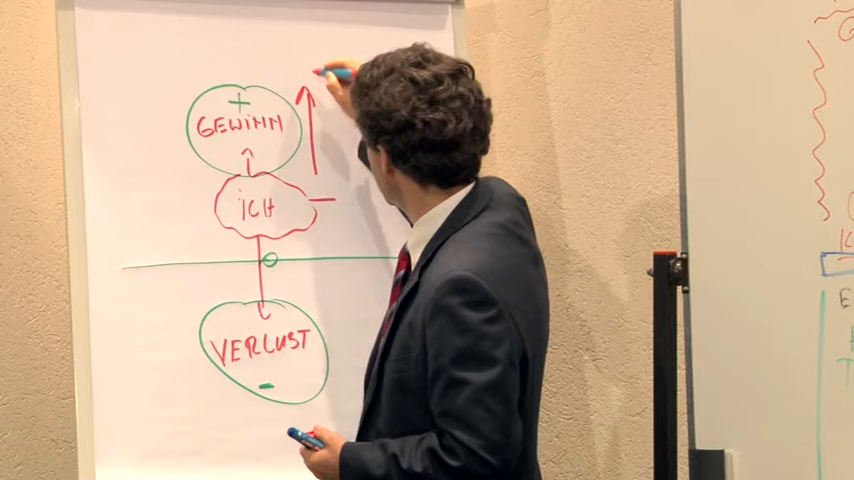 +
GEWINN
iCH
VERLUST
-